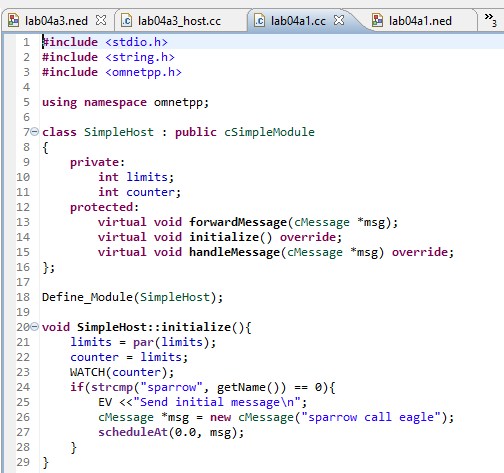 lab04a3.ned lab04a3_host.cc lab04a1.cc lab04a1.ned »3
1 #include <stdio.h>
2 #include <string.h>
3 #include <omnetpp.h>
4
5 using namespace omnetpp;
6
7 class SimpleHost : public cSimpleModule
8 {
9     private:
10         int limits;
11         int counter;
12     protected:
13         virtual void forwardMessage(cMessage *msg);
14         virtual void initialize() override;
15         virtual void handleMessage(cMessage *msg) override;
16 };
17
18 Define_Module(SimpleHost);
19
20 void SimpleHost::initialize(){
21     limits = par(limits);
22     counter = limits;
23     WATCH(counter);
24     if(strcmp("sparrow", getName()) == 0){
25         EV <<"Send initial message\n";
26         cMessage *msg = new cMessage("sparrow call eagle");
27         scheduleAt(0.0, msg);
28     }
29 }